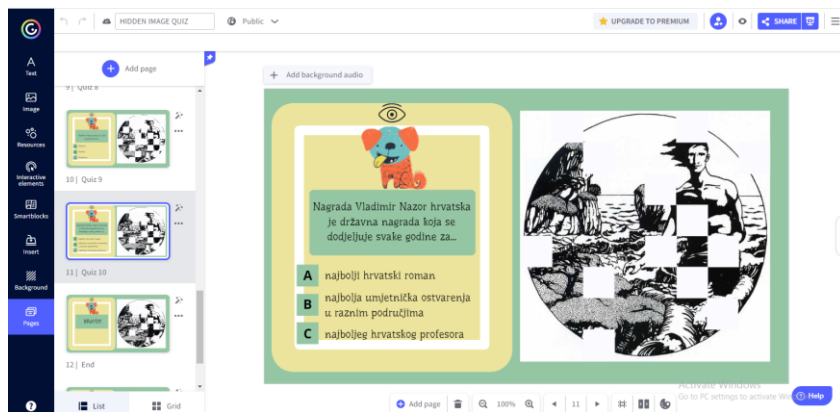 HIDDEN IMAGE QUIZ
Public
UPGRADE TO PREMIUM
SHARE
Text
Image
Resources
Interactive
elements
Smartblocks
Insert
Background
Pages
Add page
9 | Quiz 8
10 | Quiz 9
11 | Quiz 10
12 | End
List
Grid
Add background audio
Nagrada Vladimir Nazor hrvatska
je državna nagrada koja se
dodjeljuje svake godine za...
A najbolji hrvatski roman
B najbolja umjetnička ostvarenja
u raznim područjima
C najboljeg hrvatskog profesora
Add page
100%
11
Activate Windows
Go to PC settings to activate
Help